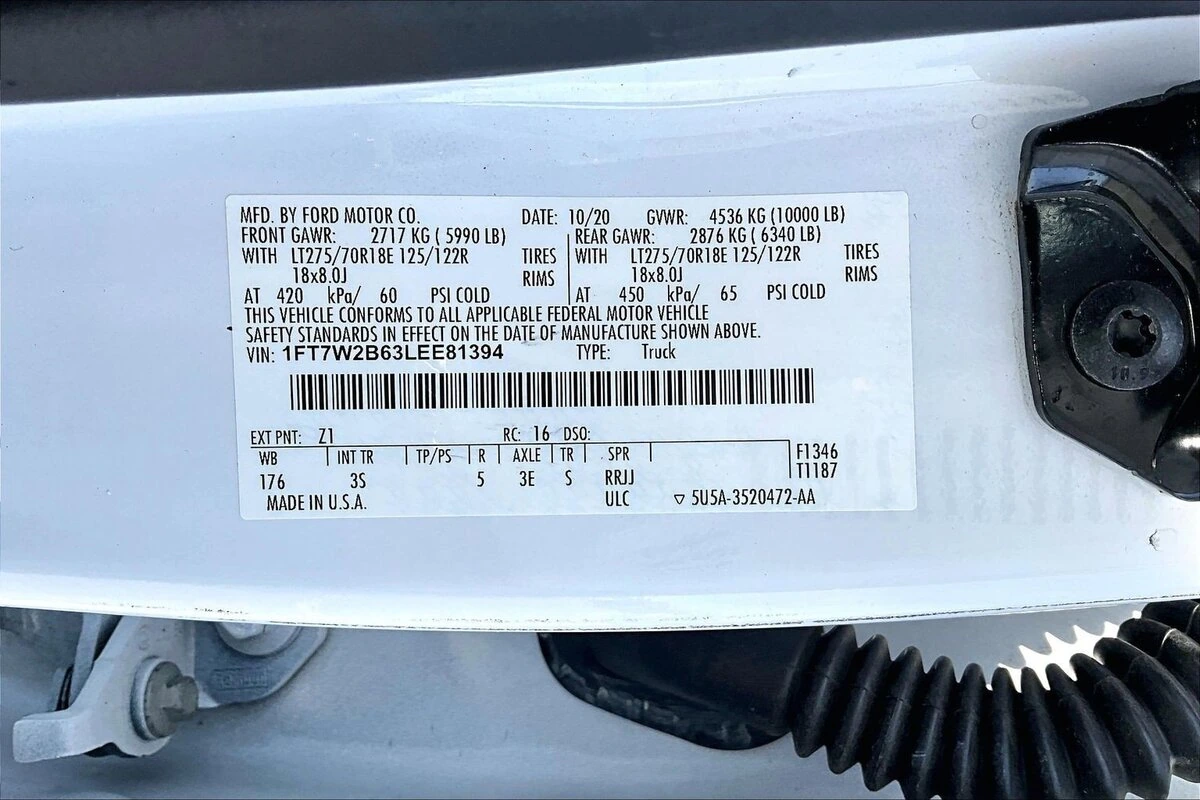 MFD. BY FORD MOTOR CO. DATE: 10/20 GVWR: 4536 KG (10000 LB)
FRONT GAWR: 2717 KG ( 5990 LB) REAR GAWR: 2876 KG ( 6340 LB)
WITH LT275/70R18E 125/122R TIRES WITH LT275/70R18E 125/122R TIRES
18x8.0J RIMS 18x8.0J RIMS
AT 420 kPa/ 60 PSI COLD AT 450 kPa/ 65 PSI COLD
THIS VEHICLE CONFORMS TO ALL APPLICABLE FEDERAL MOTOR VEHICLE
SAFETY STANDARDS IN EFFECT ON THE DATE OF MANUFACTURE SHOWN ABOVE.
VIN: 1FT7W2B63LEE81394 TYPE: Truck
EXT PNT: Z1 RC: 16 DSO:
WB INT TR TP/PS R AXLE TR SPR F1346
176 3S 5 3E S RRJJ T1187
MADE IN U.S.A. ULC ▽ 5U5A-3520472-AA